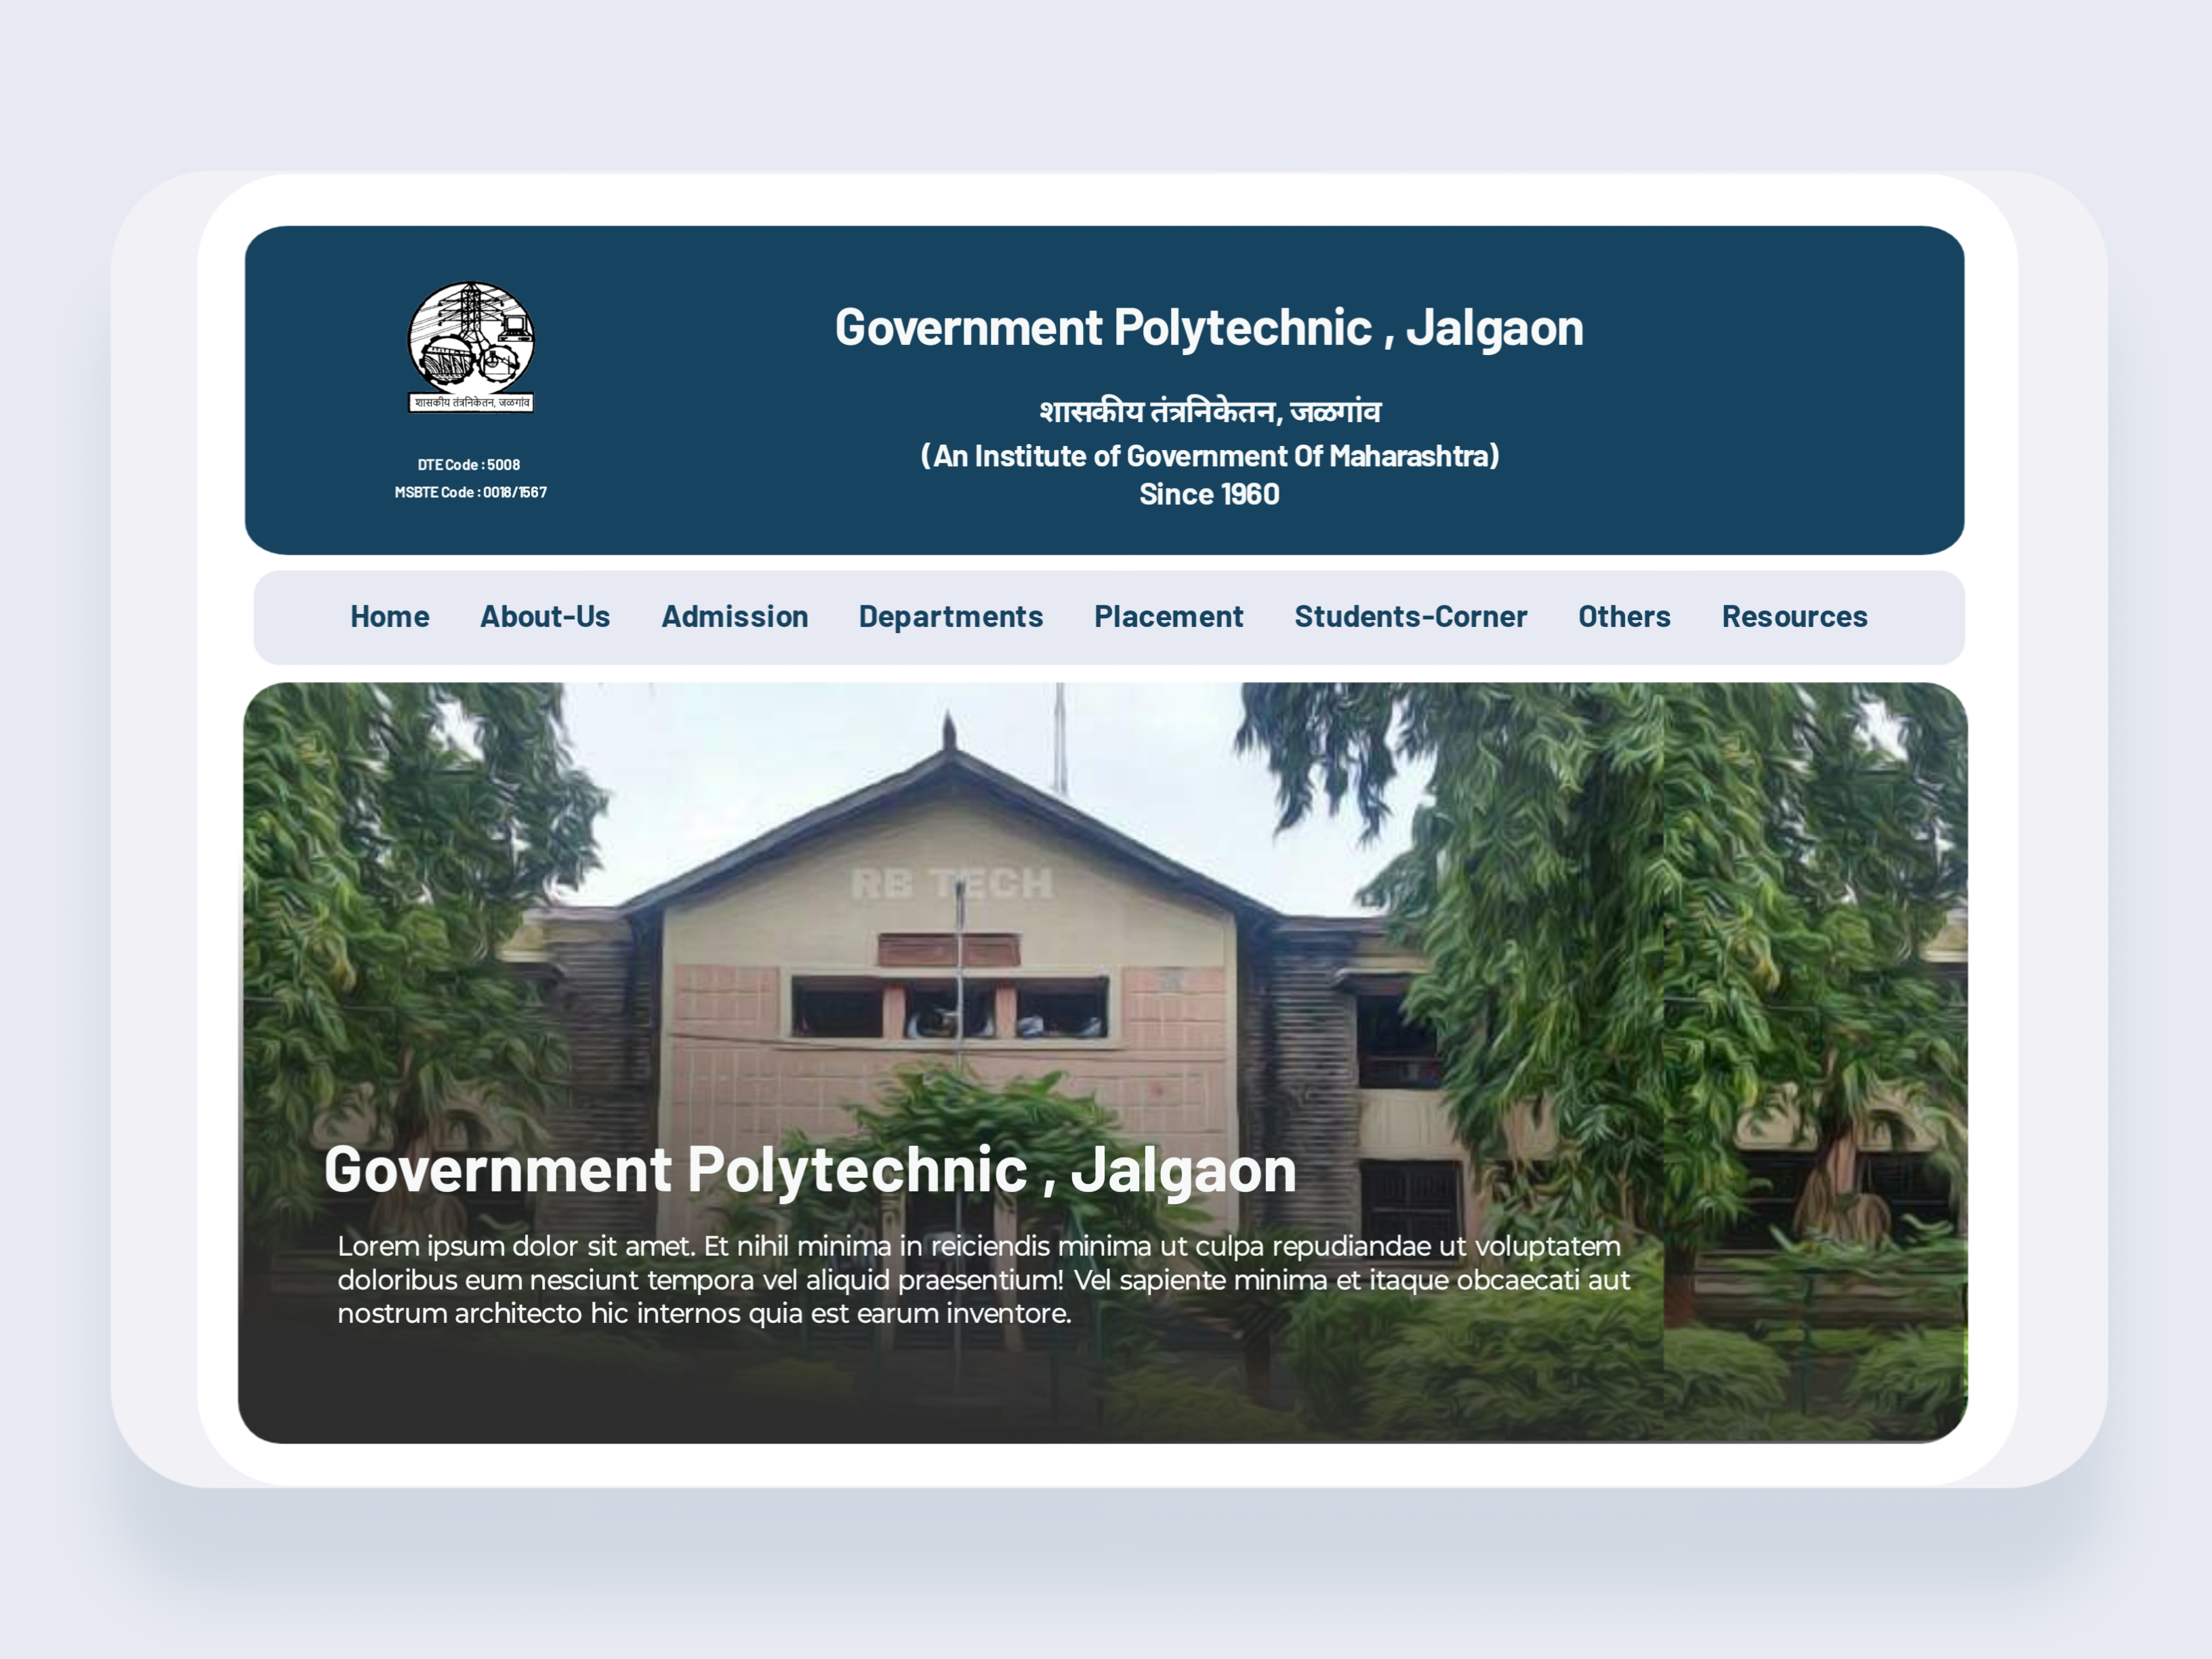 शासकीय तंत्रनिकेतन, जळगांव
DTE Code : 5008
MSBTE Code : 0018/1567
Government Polytechnic , Jalgaon
शासकीय तंत्रनिकेतन, जळगांव
(An Institute of Government Of Maharashtra)
Since 1960
Home About-Us Admission Departments Placement Students-Corner Others Resources
RB TECH
Government Polytechnic , Jalgaon
Lorem ipsum dolor sit amet. Et nihil minima in reiciendis minima ut culpa repudiandae ut voluptatem
doloribus eum nesciunt tempora vel aliquid praesentium! Vel sapiente minima et itaque obcaecati aut
nostrum architecto hic internos quia est earum inventore.